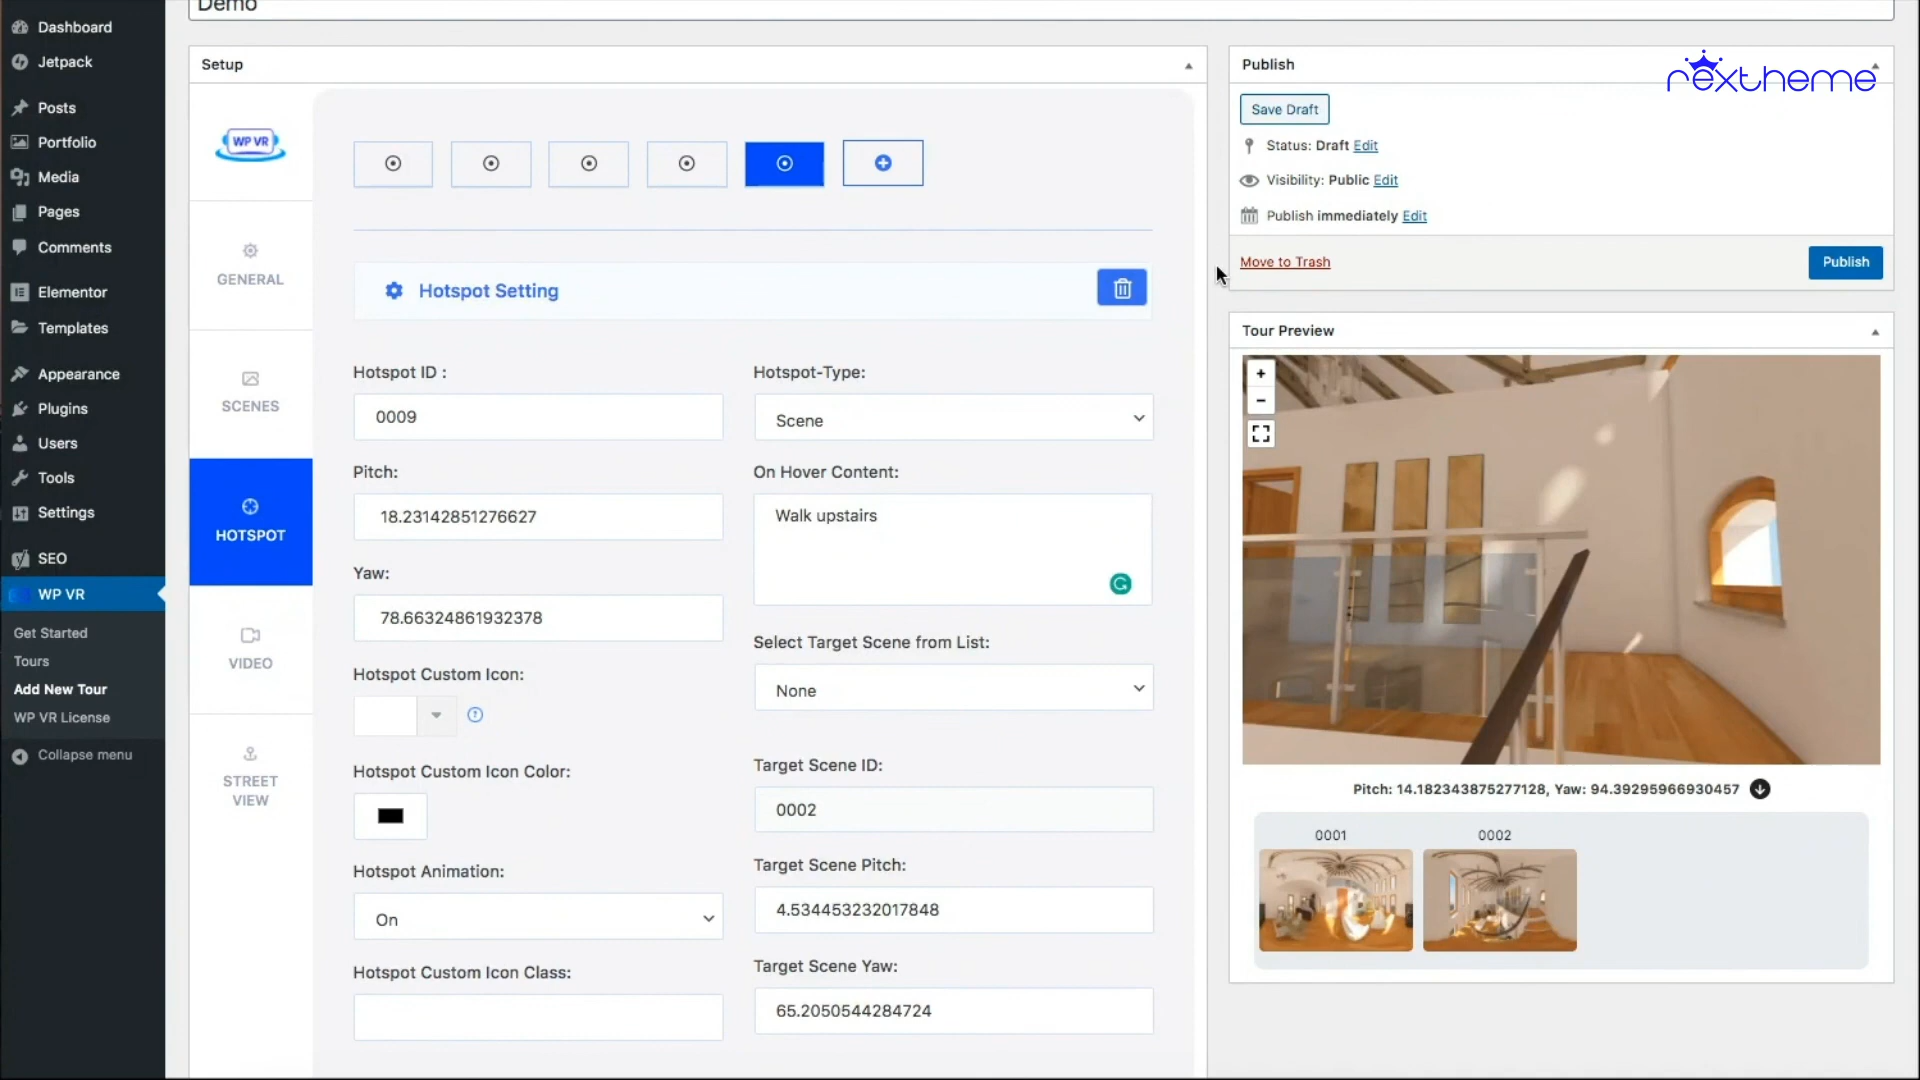 Demo
Dashboard
Jetpack
Posts
Portfolio
Media
Pages
Comments
Elementor
Templates
Appearance
Plugins
Users
Tools
Settings
SEO
WP VR
Get Started
Tours
Add New Tour
WP VR License
Collapse menu
Setup
WP VR
GENERAL
SCENES
HOTSPOT
VIDEO
STREET
VIEW
Hotspot Setting
Hotspot ID :
0009
Pitch:
18.23142851276627
Yaw:
78.66324861932378
Hotspot Custom Icon:
Hotspot Custom Icon Color:
Hotspot Animation:
On
Hotspot Custom Icon Class:
Hotspot-Type:
Scene
On Hover Content:
Walk upstairs
Select Target Scene from List:
None
Target Scene ID:
0002
Target Scene Pitch:
4.534453232017848
Target Scene Yaw:
65.2050544284724
Publish
rextheme
Save Draft
Status: Draft Edit
Visibility: Public Edit
Publish immediately Edit
Move to Trash
Publish
Tour Preview
+
−
Pitch: 14.182343875277128, Yaw: 94.39295966930457
0001
0002